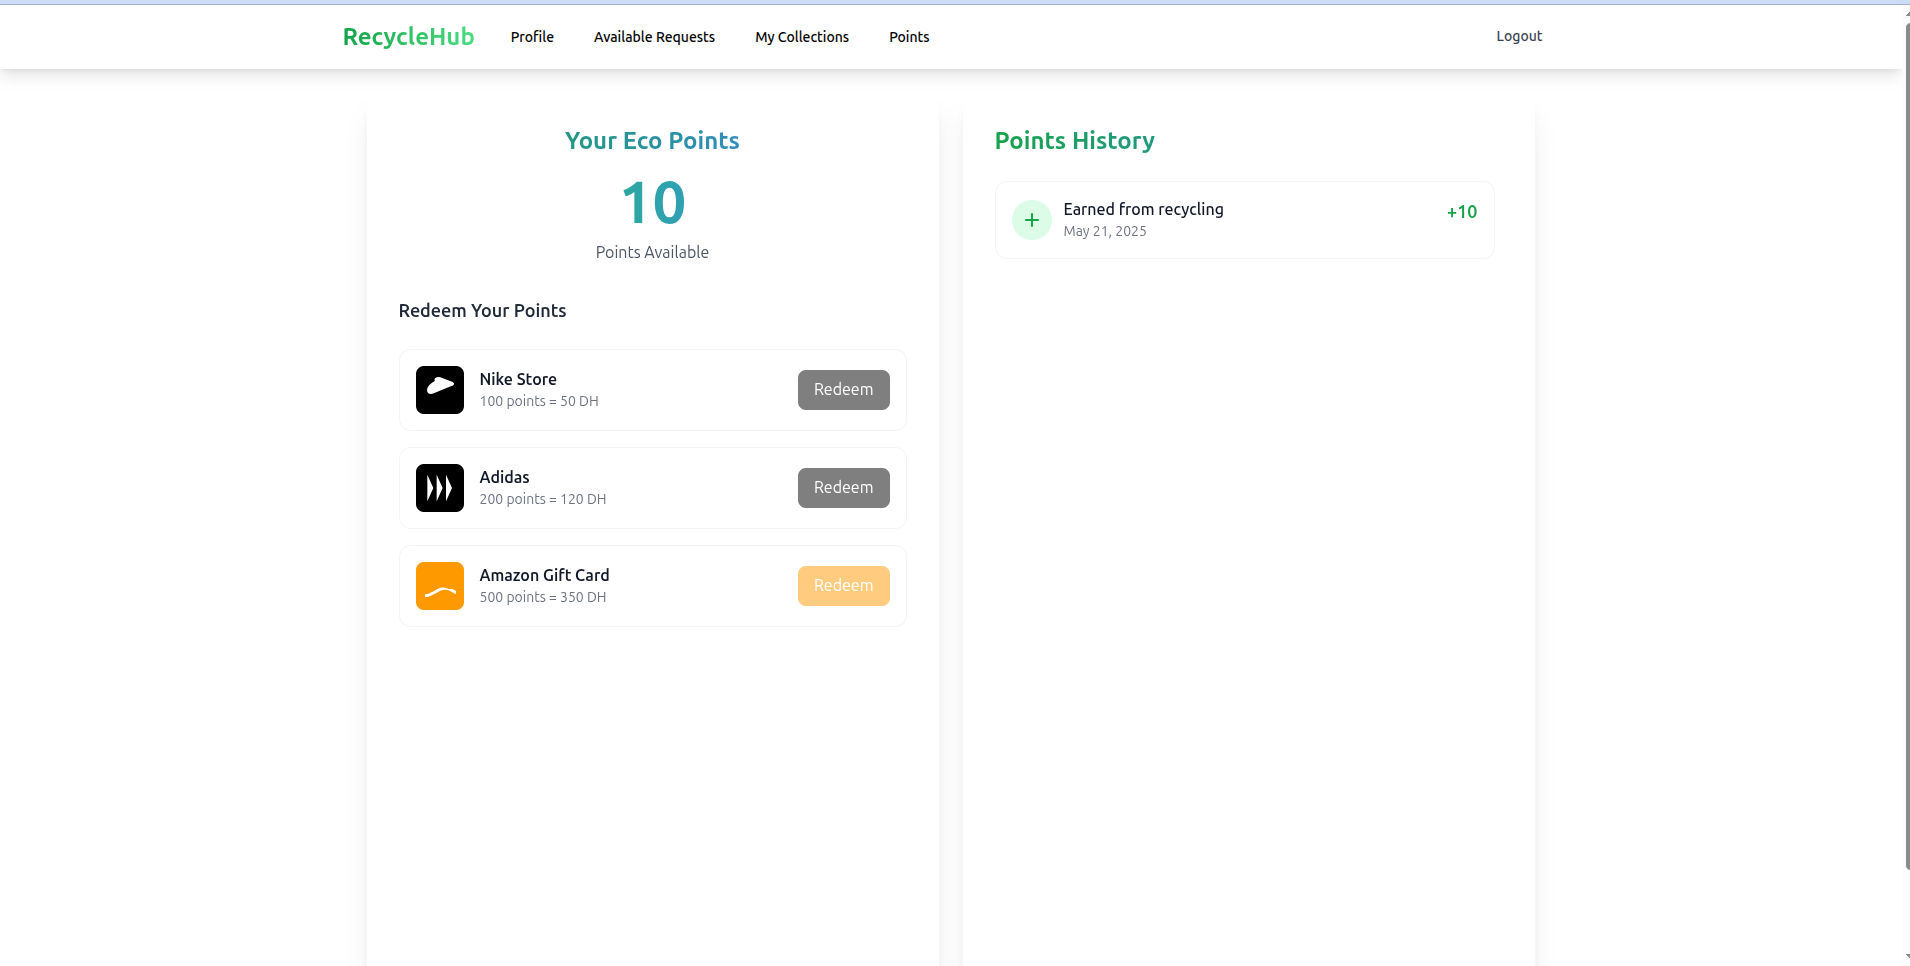 RecycleHub Profile Available Requests My Collections Points Logout
Your Eco Points
10
Points Available
Redeem Your Points
Nike Store
100 points = 50 DH
Redeem
Adidas
200 points = 120 DH
Redeem
Amazon Gift Card
500 points = 350 DH
Redeem
Points History
Earned from recycling
May 21, 2025
+10